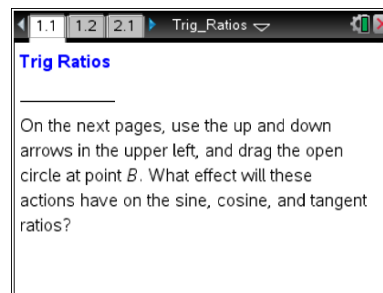 1.1 1.2 2.1 Trig_Ratios
Trig Ratios
On the next pages, use the up and down
arrows in the upper left, and drag the open
circle at point B. What effect will these
actions have on the sine, cosine, and tangent
ratios?